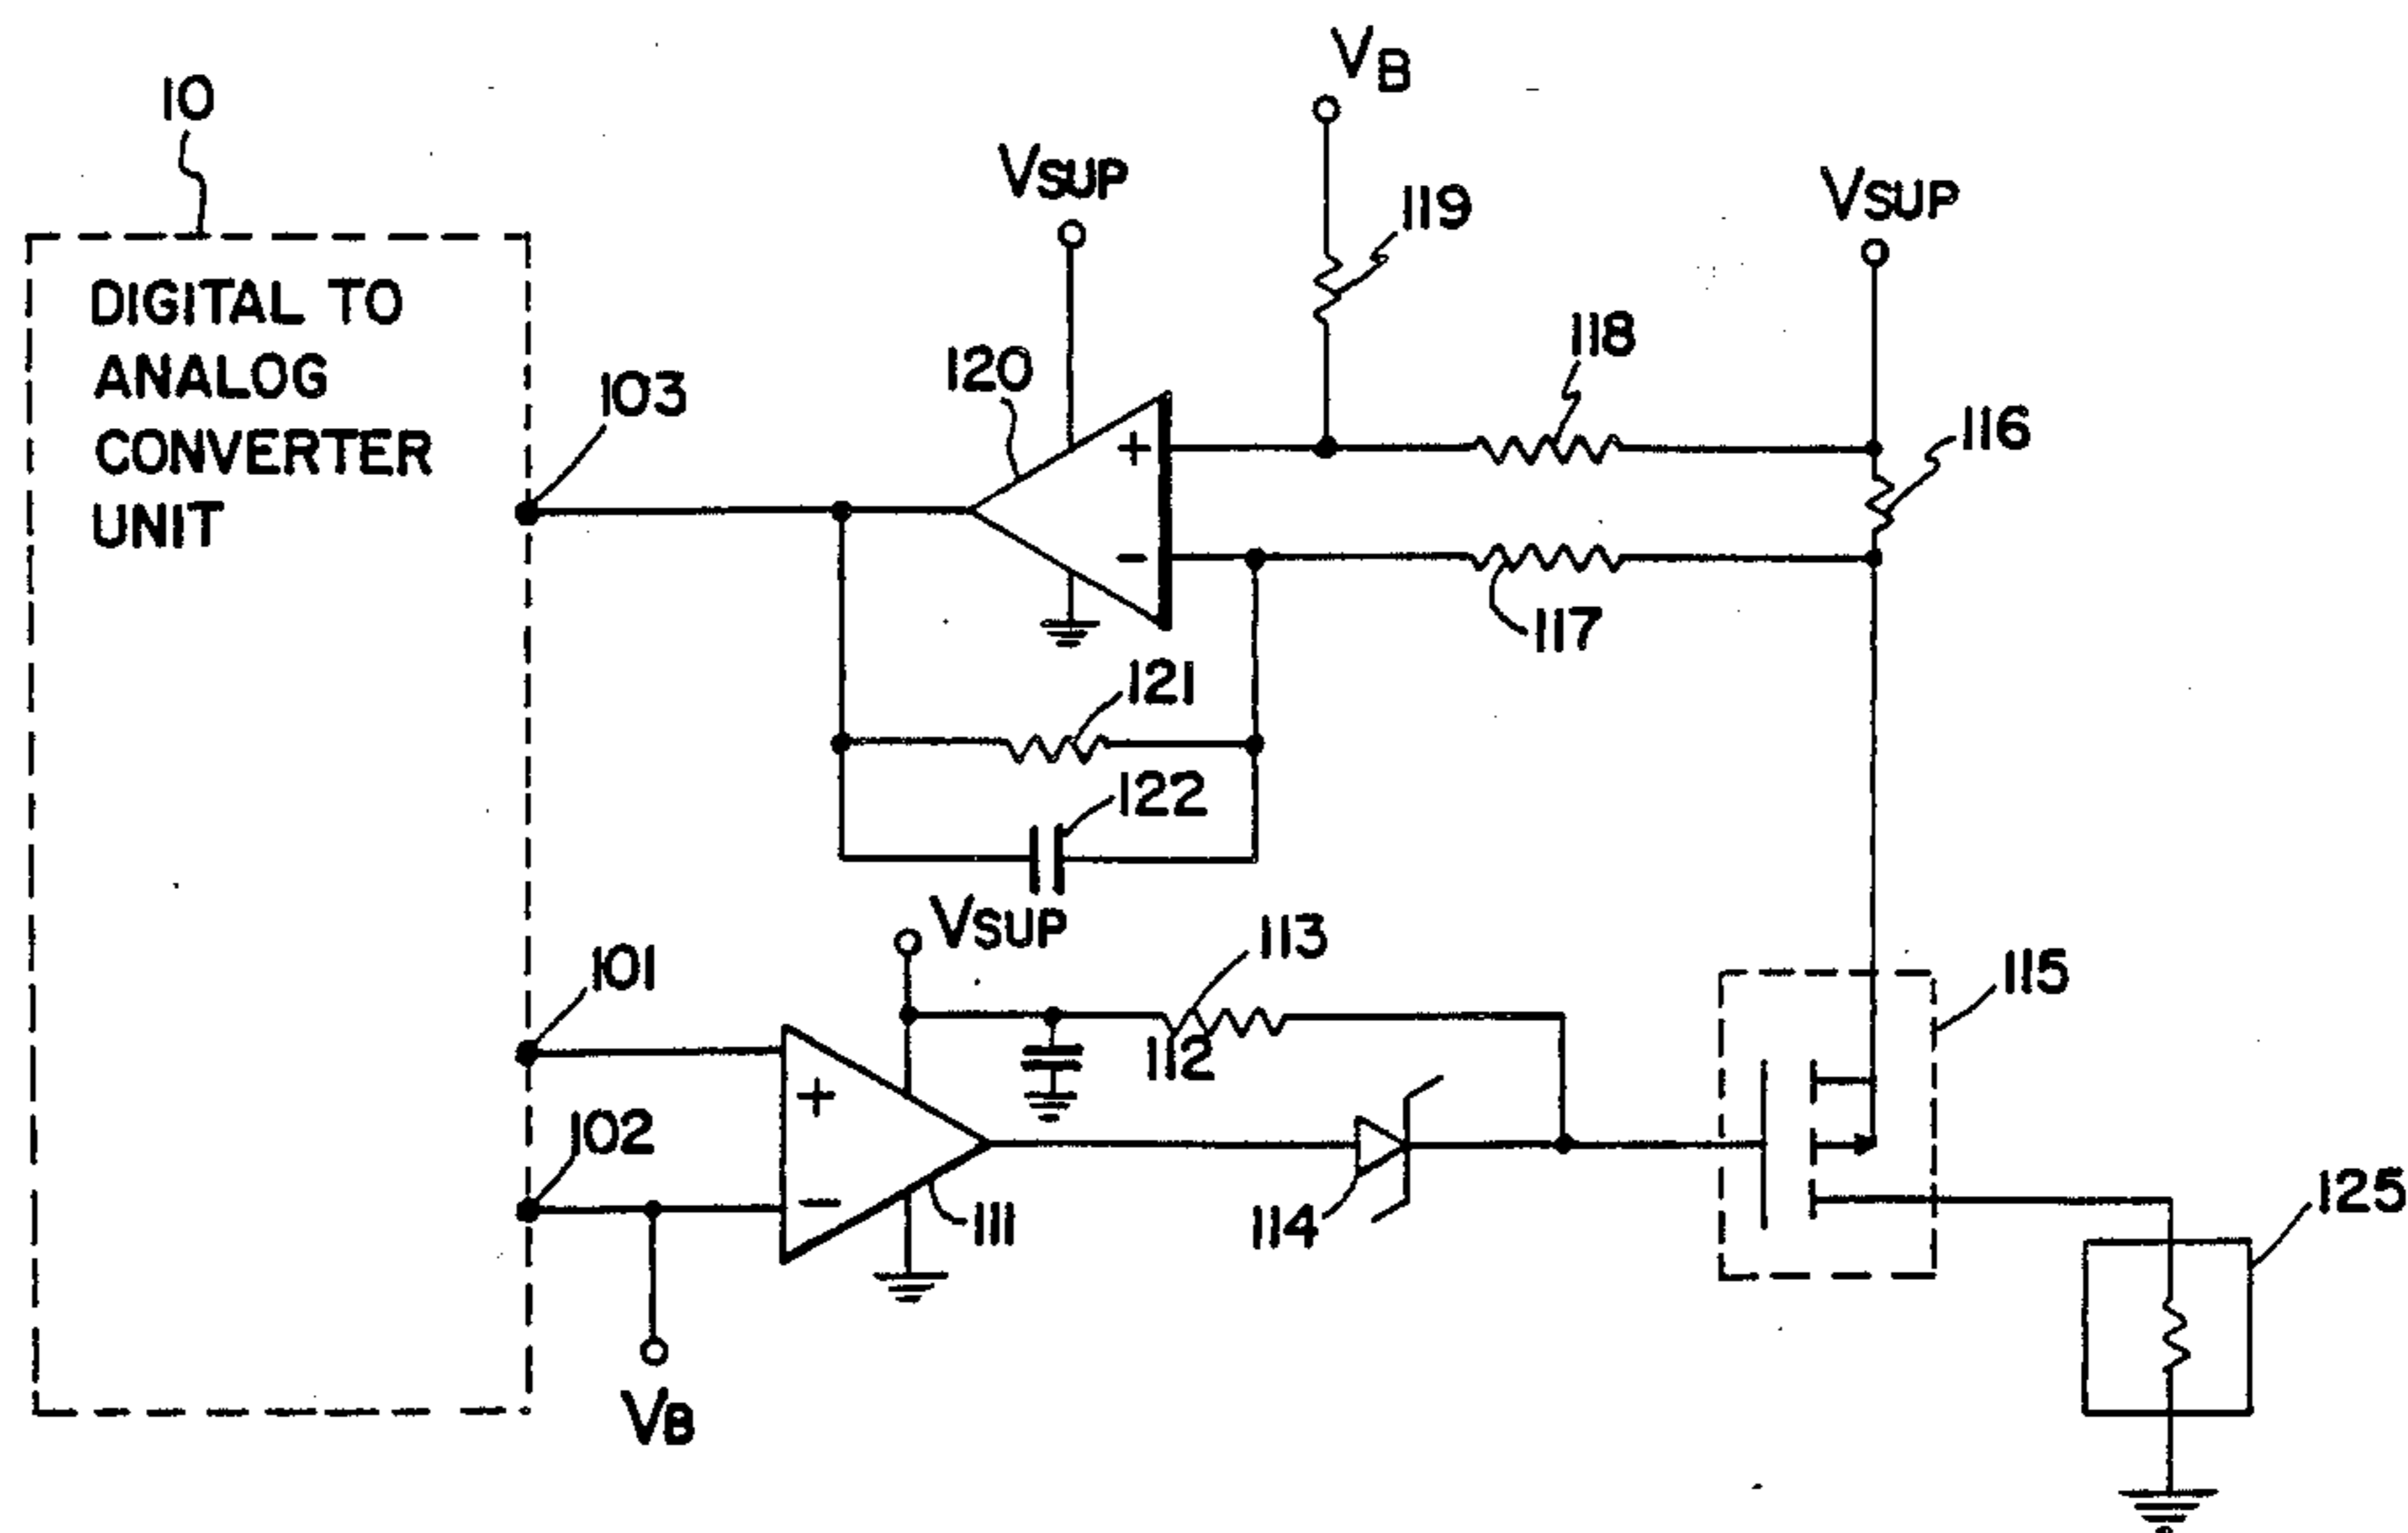 10
DIGITAL TO
ANALOG
CONVERTER
UNIT
103
VB
VSUP
119
VSUP
120
118
116
+
-
117
121
122
VSUP
113
101
112
115
+
102
-
111
114
125
VB